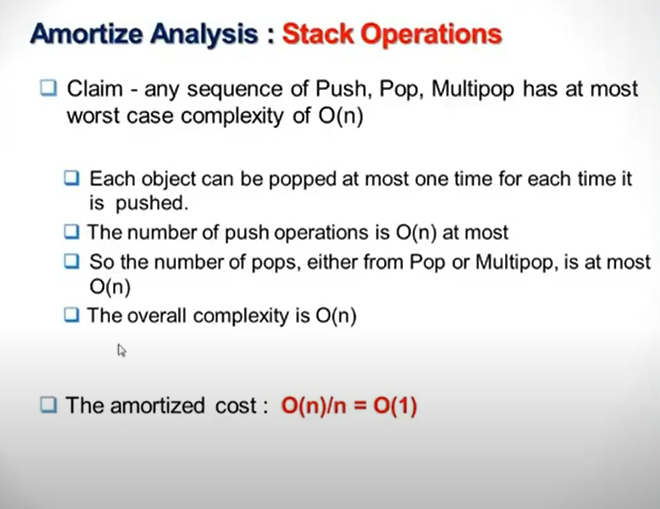 Amortize Analysis : Stack Operations
Claim - any sequence of Push, Pop, Multipop has at most
worst case complexity of O(n)
Each object can be popped at most one time for each time it
is pushed.
The number of push operations is O(n) at most
So the number of pops, either from Pop or Multipop, is at most
O(n)
The overall complexity is O(n)
The amortized cost : O(n)/n = O(1)